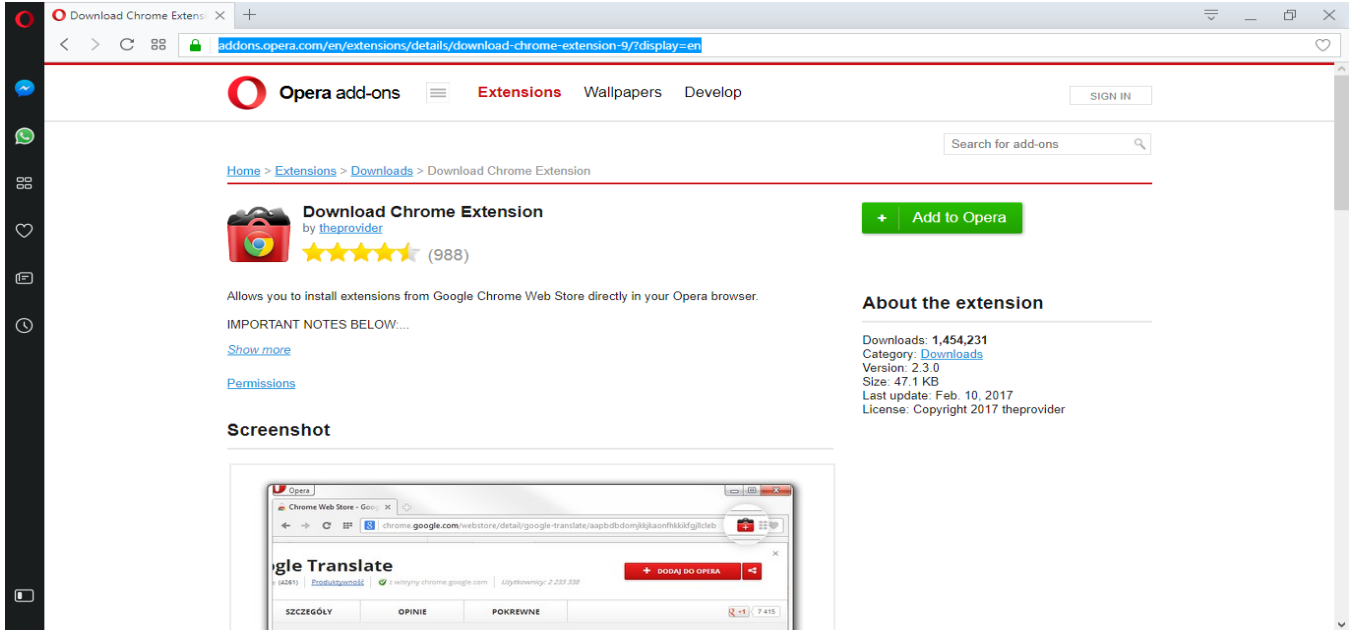 Download Chrome Extensi
addons.opera.com/en/extensions/details/download-chrome-extension-9/?display=en
Opera add-ons
Extensions Wallpapers Develop
SIGN IN
Search for add-ons
Home > Extensions > Downloads > Download Chrome Extension
Download Chrome Extension
by theprovider
(988)
+ Add to Opera
Allows you to install extensions from Google Chrome Web Store directly in your Opera browser.
IMPORTANT NOTES BELOW:...
Show more
Permissions
About the extension
Downloads: 1,454,231
Category: Downloads
Version: 2.3.0
Size: 47.1 KB
Last update: Feb. 10, 2017
License: Copyright 2017 theprovider
Screenshot
Opera
Chrome Web Store - Goo
chrome.google.com/webstore/detail/google-translate/
gle Translate
(4261) Produktywność z witryny chrome.google.com Użytkownicy: 2 233 338
+ DODAJ DO OPERA
SZCZEGÓŁY OPINIE POKREWNE
+1 7 415